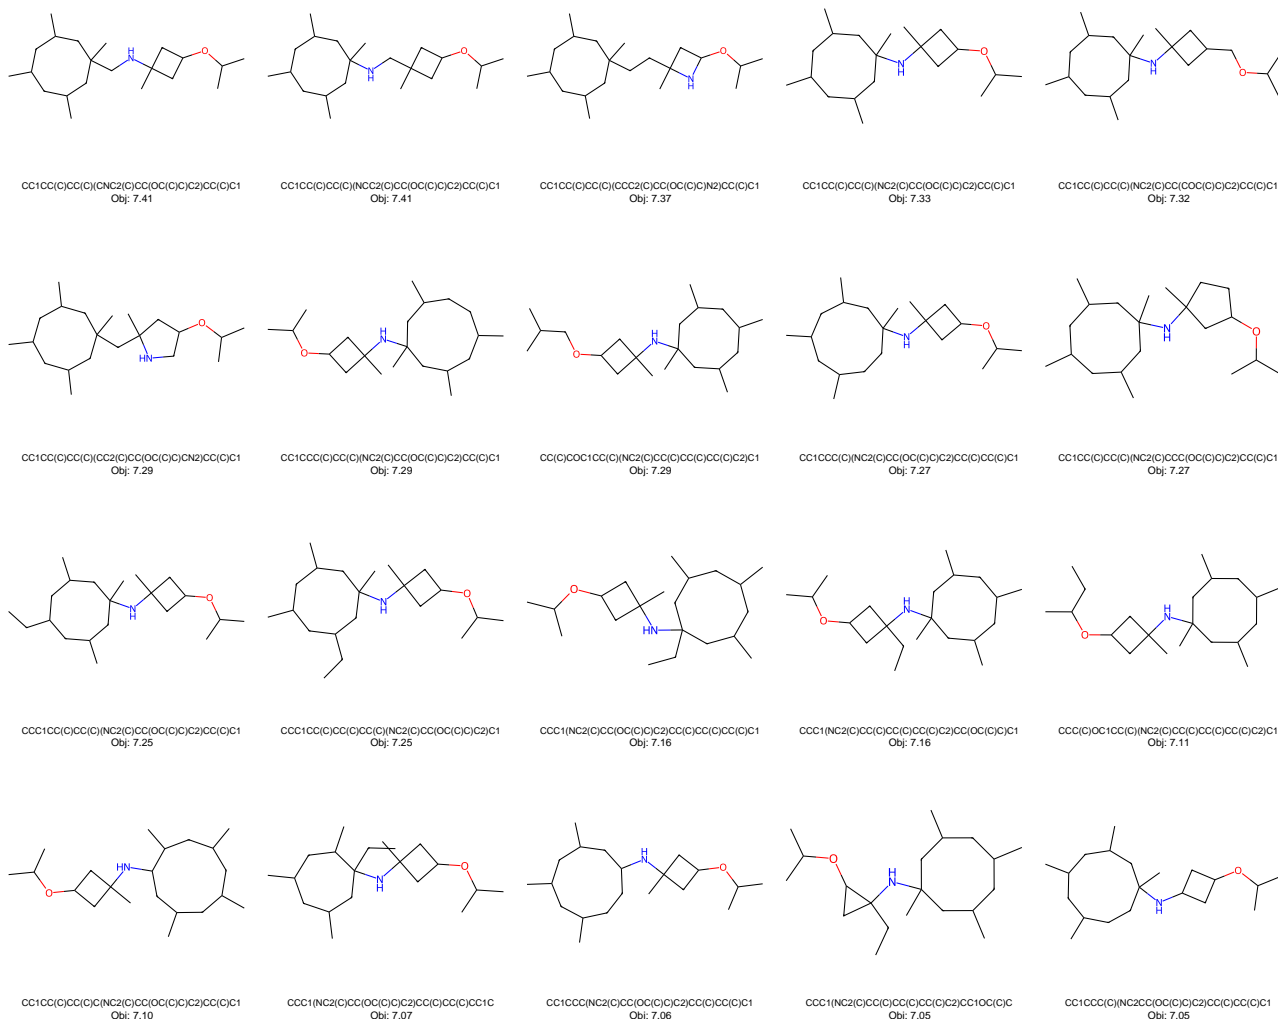 CC1CC(C)CC(C)(CNC2(C)CC(OC(C)C)C2)CC(C)C1
Obj: 7.41
CC1CC(C)CC(C)(NCC2(C)CC(OC(C)C)C2)CC(C)C1
Obj: 7.41
CC1CC(C)CC(C)(CCC2(C)CC(OC(C)C)N2)CC(C)C1
Obj: 7.37
CC1CC(C)CC(C)(NC2(C)CC(OC(C)C)C2)CC(C)C1
Obj: 7.33
CC1CC(C)CC(C)(NC2(C)CC(COC(C)C)C2)CC(C)C1
Obj: 7.32
CC1CC(C)CC(C)(CC2(C)CC(OC(C)C)CN2)CC(C)C1
Obj: 7.29
CC1CCC(C)CC(C)(NC2(C)CC(OC(C)C)C2)CC(C)C1
Obj: 7.29
CC(C)COC1CC(C)(NC2(C)CC(C)CC(C)CC(C)C2)C1
Obj: 7.29
CC1CCC(C)(NC2(C)CC(OC(C)C)C2)CC(C)CC(C)C1
Obj: 7.27
CC1CC(C)CC(C)(NC2(C)CCC(OC(C)C)C2)CC(C)C1
Obj: 7.27
CCC1CC(C)CC(C)(NC2(C)CC(OC(C)C)C2)CC(C)C1
Obj: 7.25
CCC1CC(C)CC(C)CC(C)(NC2(C)CC(OC(C)C)C2)C1
Obj: 7.25
CCC1(NC2(C)CC(OC(C)C)C2)CC(C)CC(C)CC(C)C1
Obj: 7.16
CCC1(NC2(C)CC(C)CC(C)CC(C)C2)CC(OC(C)C)C1
Obj: 7.16
CCC(C)OC1CC(C)(NC2(C)CC(C)CC(C)CC(C)C2)C1
Obj: 7.11
CC1CC(C)CC(C)C(NC2(C)CC(OC(C)C)C2)CC(C)C1
Obj: 7.10
CCC1(NC2(C)CC(OC(C)C)C2)CC(C)CC(C)CC1C
Obj: 7.07
CC1CCC(NC2(C)CC(OC(C)C)C2)CC(C)CC(C)C1
Obj: 7.06
CCC1(NC2(C)CC(C)CC(C)CC(C)C2)CC1OC(C)C
Obj: 7.05
CC1CCC(C)(NC2CC(OC(C)C)C2)CC(C)CC(C)C1
Obj: 7.05